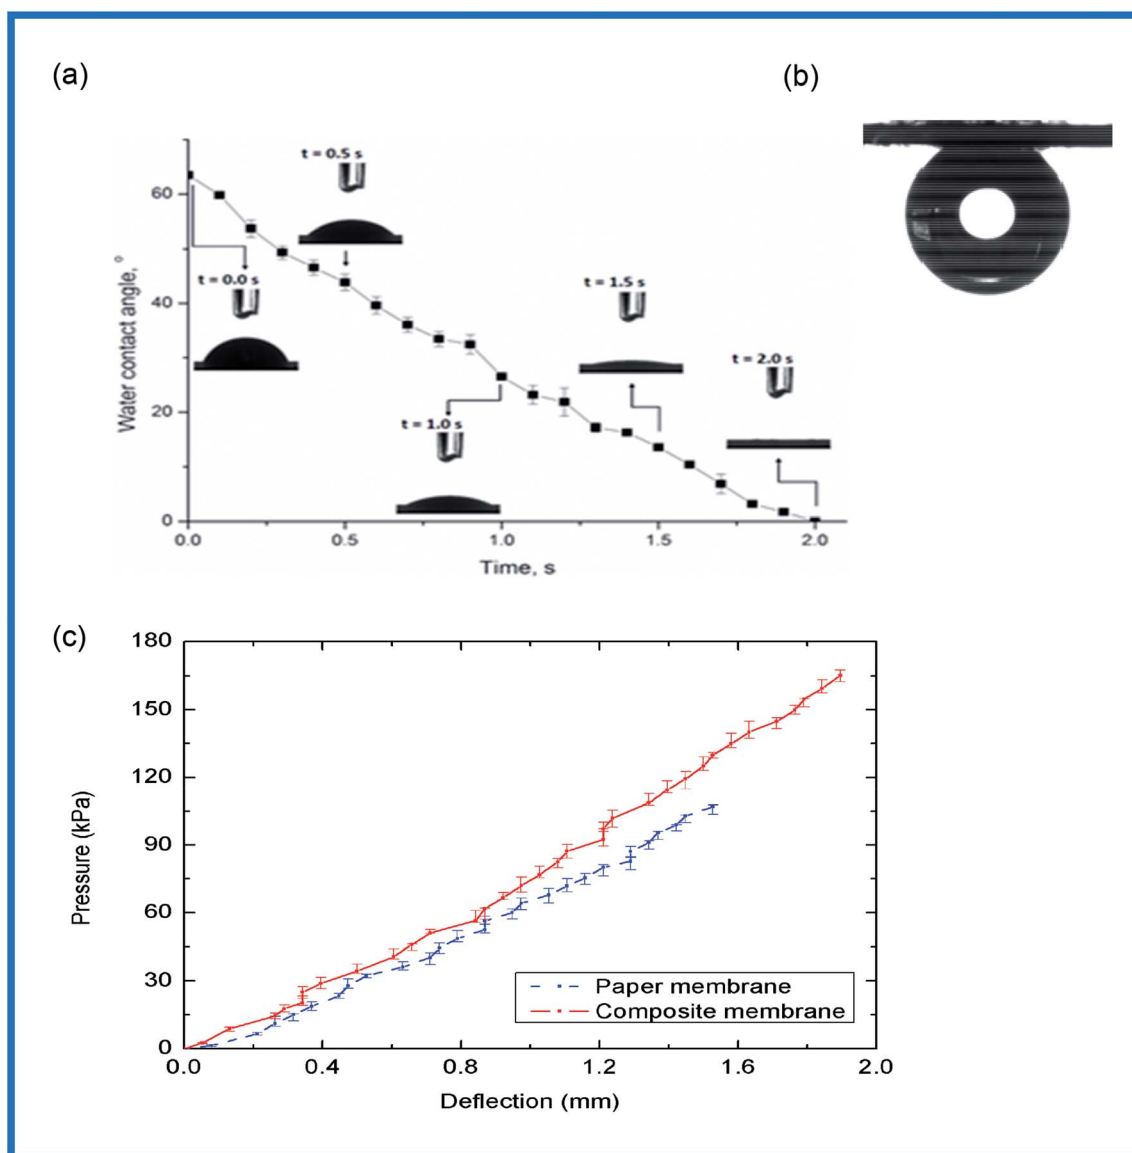 (a)
(b)
t = 0.5 s
60
t = 0.0 s
t = 1.5 s
40
t = 2.0 s
t = 1.0 s
20
0
Water contact angle, °
0.0 0.5 1.0 1.5 2.0
Time, s
(c)
180
150
120
90
60
30
0
Pressure (kPa)
Paper membrane
Composite membrane
0.0 0.4 0.8 1.2 1.6 2.0
Deflection (mm)